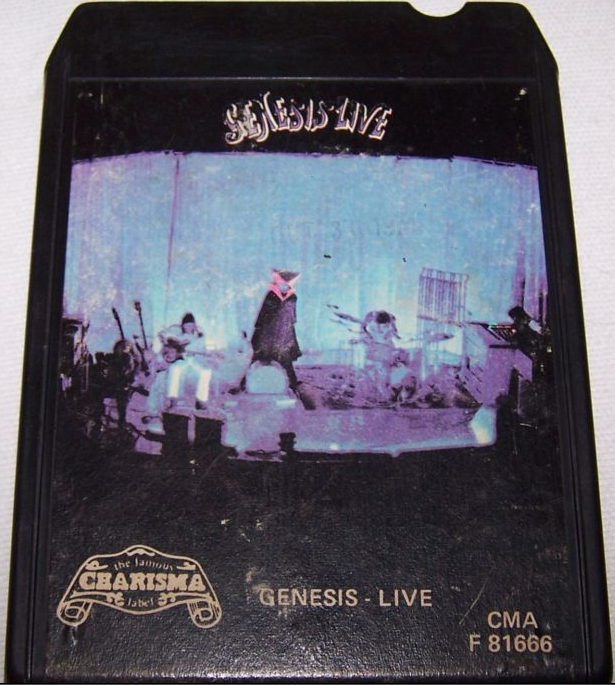 GENESIS LIVE
the famous
CHARISMA
label
GENESIS - LIVE
CMA
F 81666